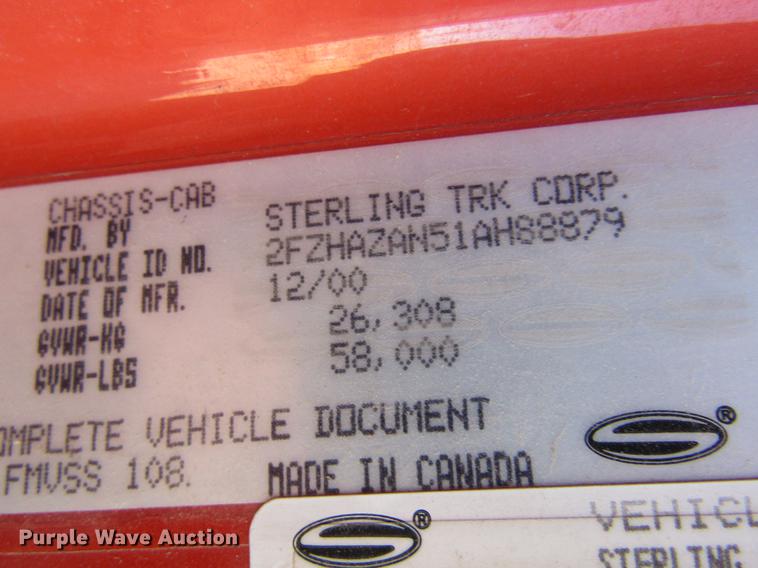 CHASSIS-CAB
MFD. BY STERLING TRK CORP.
VEHICLE ID NO. 2FZHAZAN51AH88879
DATE OF MFR. 12/00
GVWR-KG 26,308
GVWR-LBS 58,000
OMPLETE VEHICLE DOCUMENT
FMVSS 108. MADE IN CANADA
®
®
VEHICL
STERLING
Purple Wave Auction